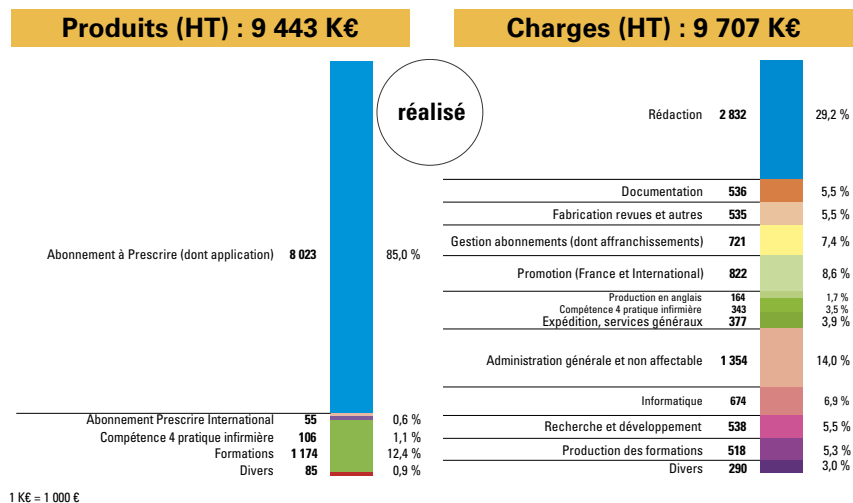 Produits (HT) : 9 443 K€
réalisé
Abonnement à Prescrire (dont application) 8 023 85,0 %
Abonnement Prescrire International 55 0,6 %
Compétence 4 pratique infirmière 106 1,1 %
Formations 1 174 12,4 %
Divers 85 0,9 %
1 K€ = 1 000 €
Charges (HT) : 9 707 K€
Rédaction 2 832 29,2 %
Documentation 536 5,5 %
Fabrication revues et autres 535 5,5 %
Gestion abonnements (dont affranchissements) 721 7,4 %
Promotion (France et International) 822 8,6 %
Production en anglais 164 1,7 %
Compétence 4 pratique infirmière 343 3,5 %
Expédition, services généraux 377 3,9 %
Administration générale et non affectable 1 354 14,0 %
Informatique 674 6,9 %
Recherche et développement 538 5,5 %
Production des formations 518 5,3 %
Divers 290 3,0 %